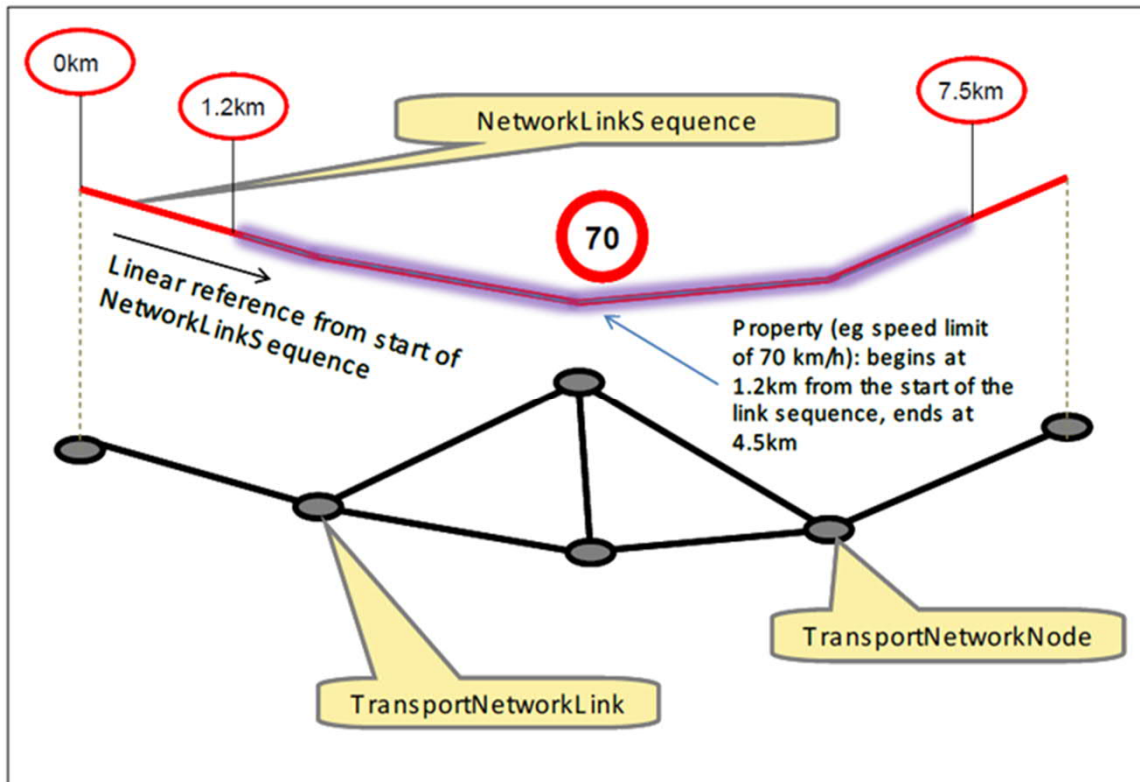 0km
1.2km
7.5km
NetworkLinkSequence
70
Linear reference from start of
NetworkLinkSequence
Property (eg speed limit
of 70 km/h): begins at
1.2km from the start of the
link sequence, ends at
4.5km
TransportNetworkNode
TransportNetworkLink